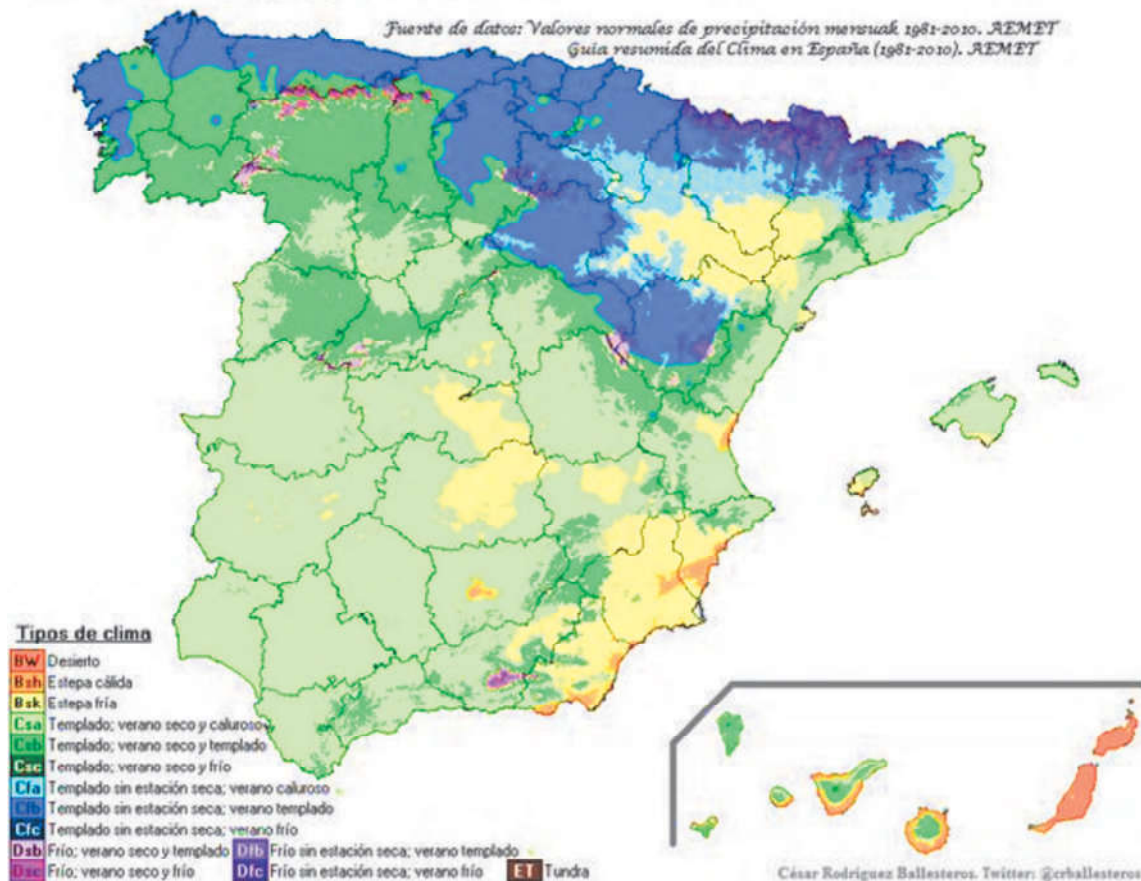 Fuente de datos: Valores normales de precipitación mensuak 1981-2010. AEMET
Guía resumida del Clima en España (1981-2010). AEMET
Tipos de clima
BW Desierto
Bsh Estepa cálida
Bsk Estepa fría
Csa Templado; verano seco y caluroso
Csb Templado; verano seco y templado
Csc Templado; verano seco y frío
Cfa Templado sin estación seca; verano caluroso
Cfb Templado sin estación seca; verano templado
Cfc Templado sin estación seca; verano frío
Dsb Frío; verano seco y templado Dfb Frío sin estación seca; verano templado
Dsc Frío; verano seco y frío Dfc Frío sin estación seca; verano frío ET Tundra
César Rodríguez Ballesteros. Twitter: @crballesteros